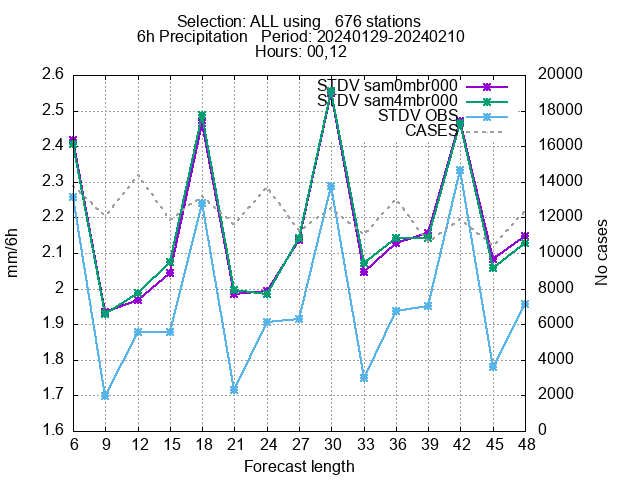 Selection: ALL using   676 stations
6h Precipitation   Period: 20240129-20240210
Hours: 00,12
STDV sam0mbr000
STDV sam4mbr000
STDV OBS
CASES
2.6
2.5
2.4
2.3
2.2
2.1
2
1.9
1.8
1.7
1.6
mm/6h
20000
18000
16000
14000
12000
10000
8000
6000
4000
2000
0
No cases
6 9 12 15 18 21 24 27 30 33 36 39 42 45 48
Forecast length